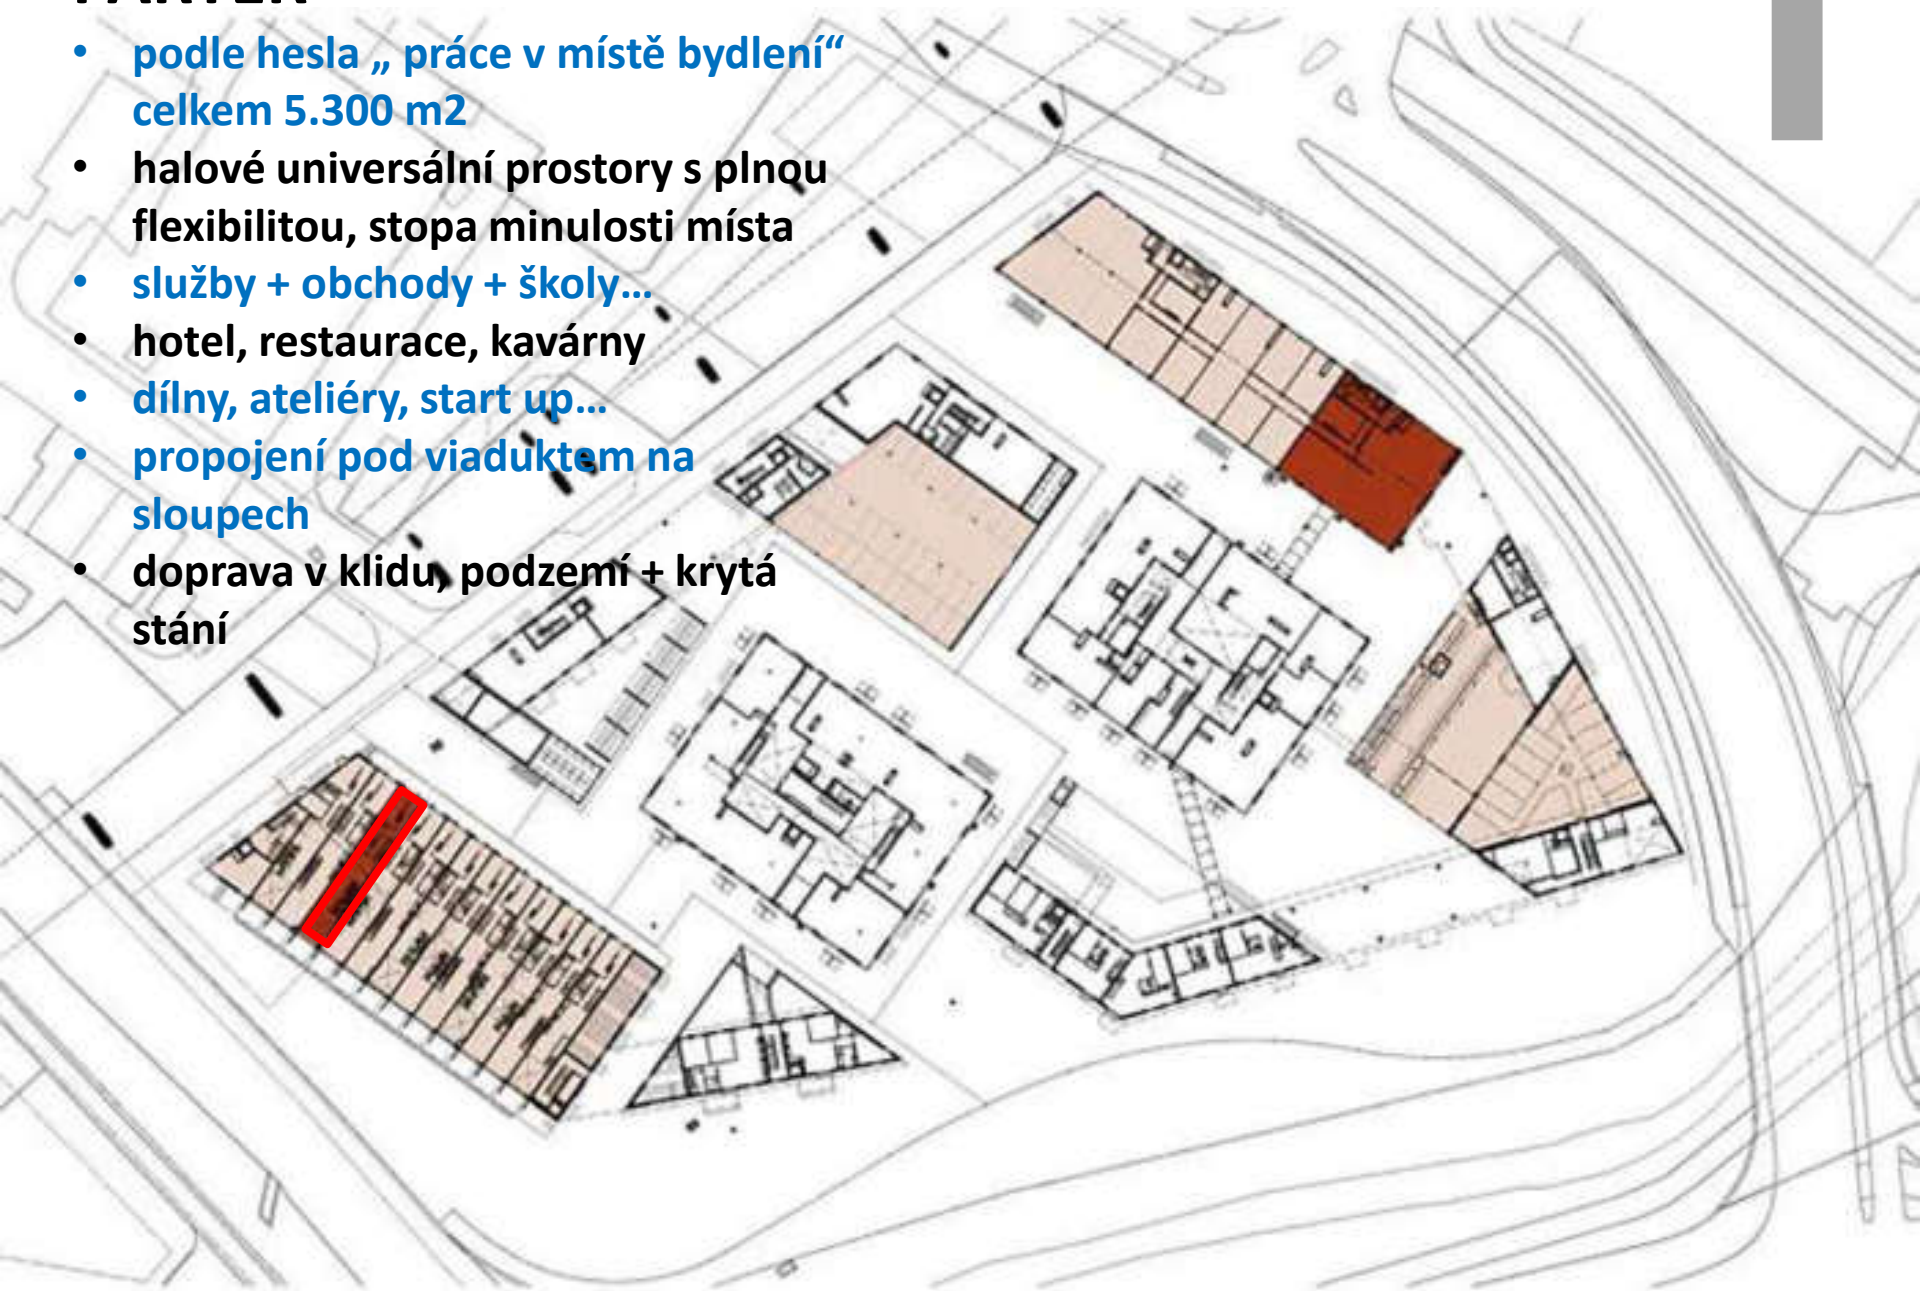 • podle hesla „ práce v místě bydlení“
celkem 5.300 m2
• halové universální prostory s plnou
flexibilitou, stopa minulosti místa
• služby + obchody + školy…
• hotel, restaurace, kavárny
• dílny, ateliéry, start up…
• propojení pod viaduktem na
sloupech
• doprava v klidu, podzemí + krytá
stání